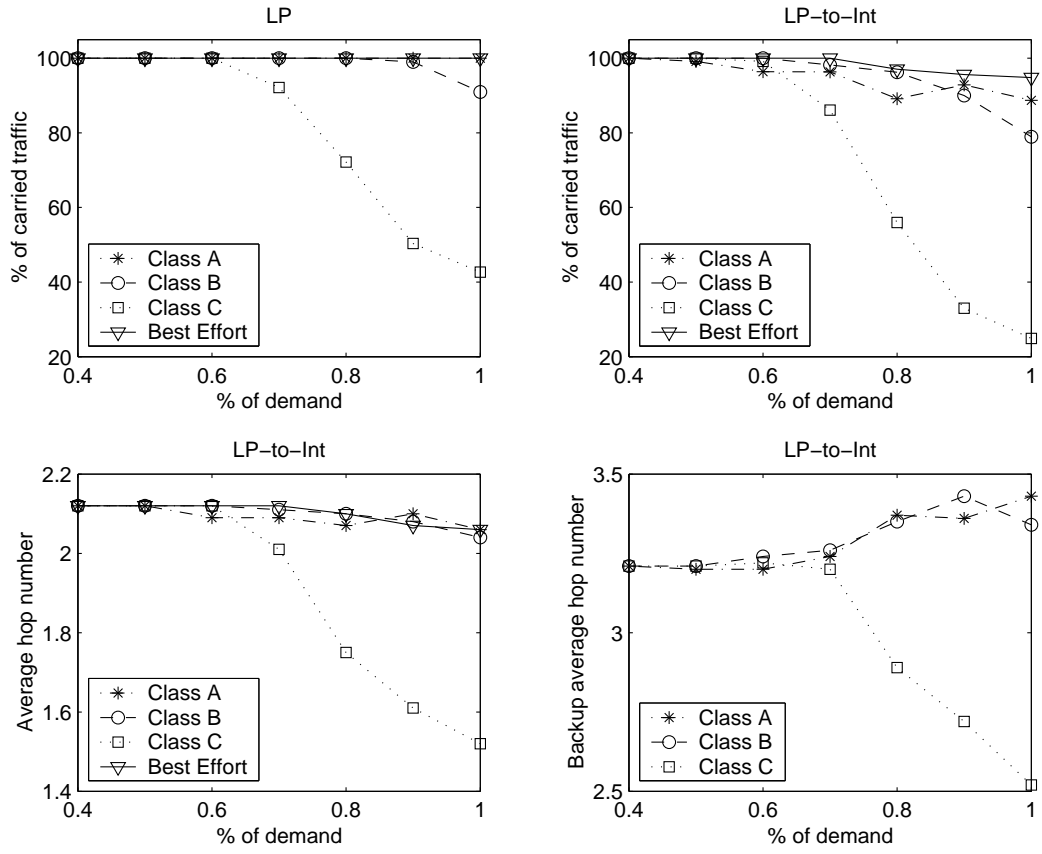 LP
% of carried traffic
100
80
60
40
20
Class A
Class B
Class C
Best Effort
0.4
0.6
0.8
1
% of demand
LP-to-Int
% of carried traffic
100
80
60
40
20
Class A
Class B
Class C
Best Effort
0.4
0.6
0.8
1
% of demand
LP-to-Int
Average hop number
2.2
2
1.8
1.6
1.4
Class A
Class B
Class C
Best Effort
0.4
0.6
0.8
1
% of demand
LP-to-Int
Backup average hop number
3.5
3
2.5
Class A
Class B
Class C
0.4
0.6
0.8
1
% of demand